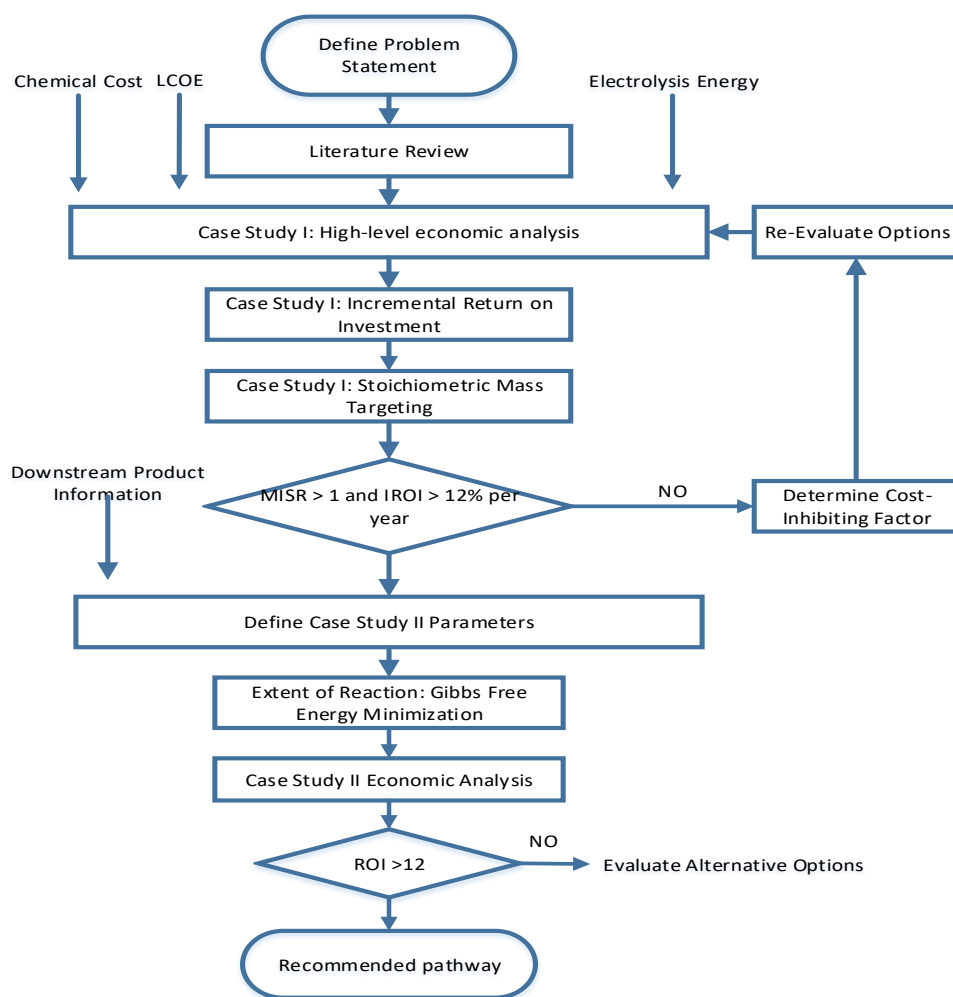 Define Problem
Statement
Chemical Cost
LCOE
Electrolysis Energy
Literature Review
Case Study I: High-level economic analysis
Re-Evaluate Options
Case Study I: Incremental Return on
Investment
Case Study I: Stoichiometric Mass
Targeting
Downstream Product
Information
MISR > 1 and IROI > 12% per
year
NO
Determine Cost-
Inhibiting Factor
Define Case Study II Parameters
Extent of Reaction: Gibbs Free
Energy Minimization
Case Study II Economic Analysis
ROI >12
NO
Evaluate Alternative Options
Recommended pathway